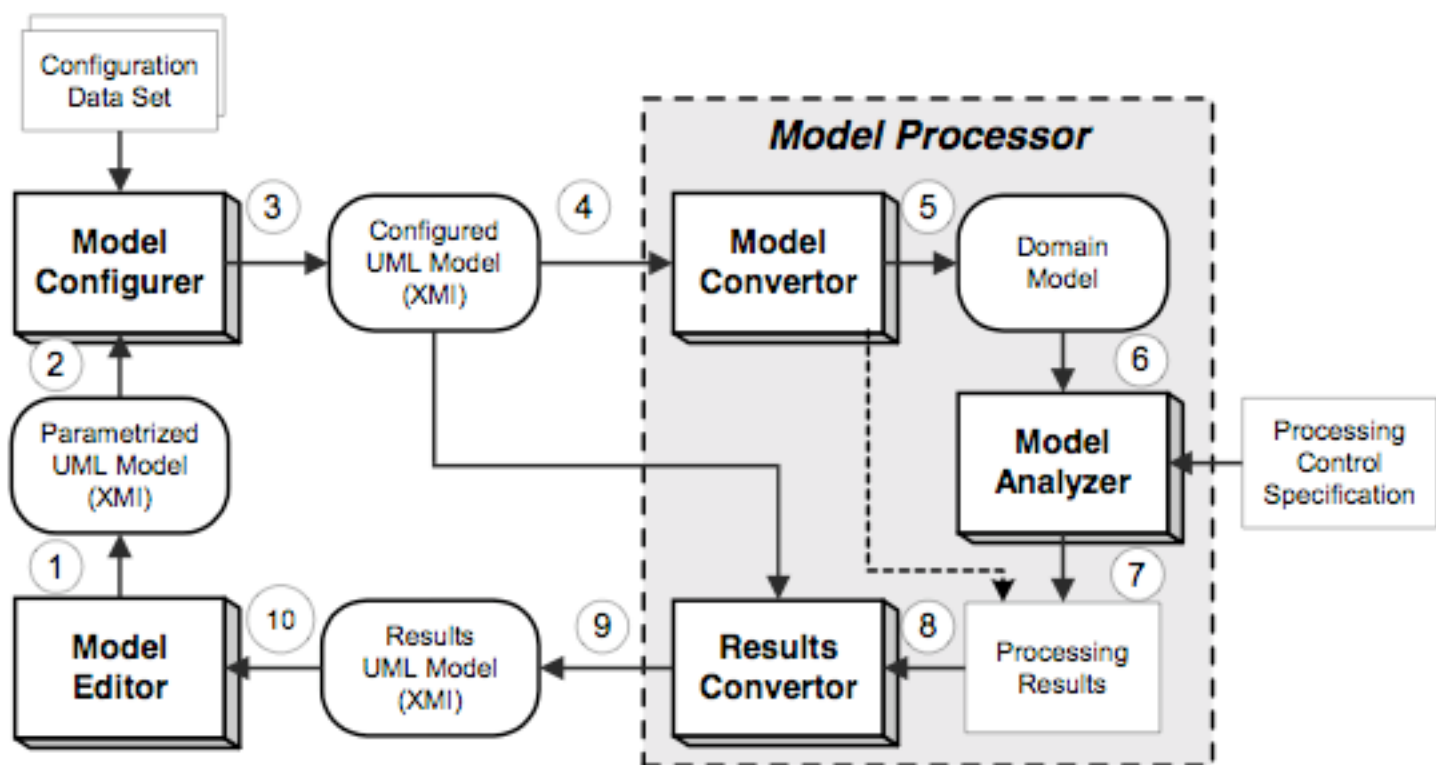 Configuration
Data Set
Model Processor
3
4
5
Model
Configurer
Configured
UML Model
(XMI)
Model
Convertor
Domain
Model
2
6
Parametrized
UML Model
(XMI)
Model
Analyzer
Processing
Control
Specification
1
7
10
9
8
Model
Editor
Results
UML Model
(XMI)
Results
Convertor
Processing
Results